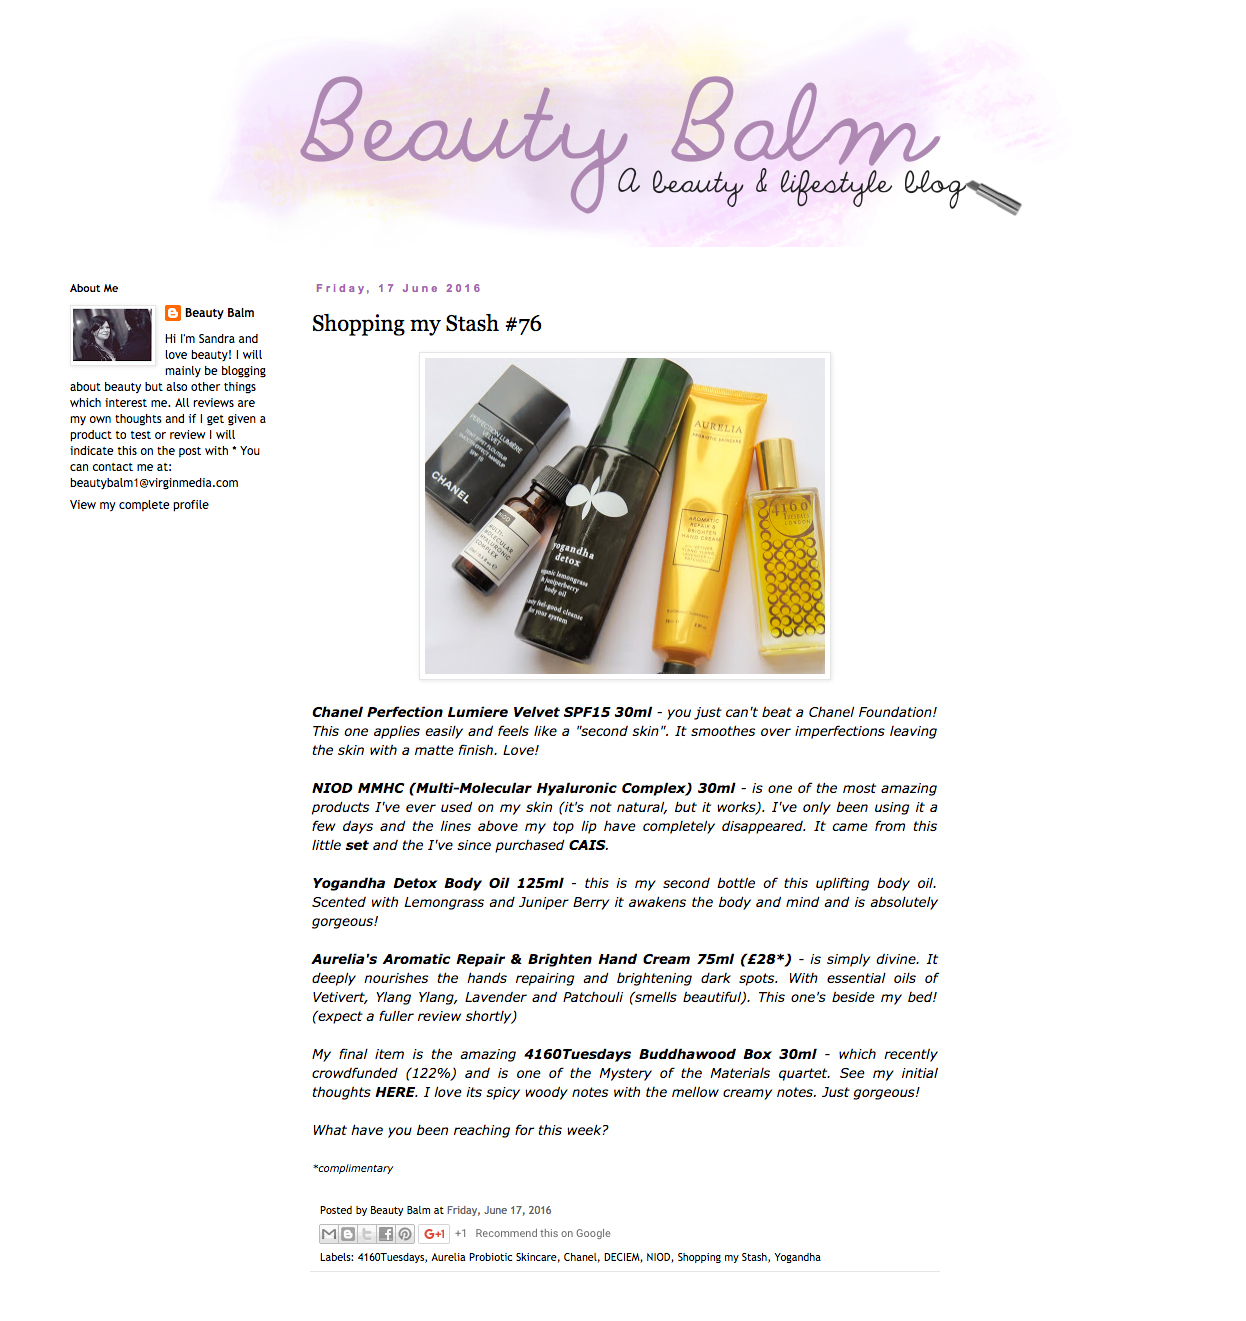 Beauty Balm
A beauty & lifestyle blog
About Me
Beauty Balm
Hi I'm Sandra and
love beauty! I will
mainly be blogging
about beauty but also other things
which interest me. All reviews are
my own thoughts and if I get given a
product to test or review I will
indicate this on the post with * You
can contact me at:
beautybalm1@virginmedia.com
View my complete profile
Friday, 17 June 2016
Shopping my Stash #76
PERFECTION LUMIÈRE
VELVET
SPF 15
CHANEL
NIOD
MULTI-
MOLECULAR
HYALURONIC
COMPLEX
yogandha
detox
organic lemongrass
& juniperberry
body oil
feel-good cleanse
for your system
AURELIA
PROBIOTIC SKINCARE
AROMATIC
REPAIR &
BRIGHTEN
HAND CREAM
4160
TUESDAYS
LONDON
Chanel Perfection Lumiere Velvet SPF15 30ml - you just can't beat a Chanel Foundation!
This one applies easily and feels like a "second skin". It smoothes over imperfections leaving
the skin with a matte finish. Love!
NIOD MMHC (Multi-Molecular Hyaluronic Complex) 30ml - is one of the most amazing
products I've ever used on my skin (it's not natural, but it works). I've only been using it a
few days and the lines above my top lip have completely disappeared. It came from this
little set and the I've since purchased CAIS.
Yogandha Detox Body Oil 125ml - this is my second bottle of this uplifting body oil.
Scented with Lemongrass and Juniper Berry it awakens the body and mind and is absolutely
gorgeous!
Aurelia's Aromatic Repair & Brighten Hand Cream 75ml (£28*) - is simply divine. It
deeply nourishes the hands repairing and brightening dark spots. With essential oils of
Vetivert, Ylang Ylang, Lavender and Patchouli (smells beautiful). This one's beside my bed!
(expect a fuller review shortly)
My final item is the amazing 4160Tuesdays Buddhawood Box 30ml - which recently
crowdfunded (122%) and is one of the Mystery of the Materials quartet. See my initial
thoughts HERE. I love its spicy woody notes with the mellow creamy notes. Just gorgeous!
What have you been reaching for this week?
*complimentary
Posted by Beauty Balm at Friday, June 17, 2016
G+1 +1 Recommend this on Google
Labels: 4160Tuesdays, Aurelia Probiotic Skincare, Chanel, DECIEM, NIOD, Shopping my Stash, Yogandha